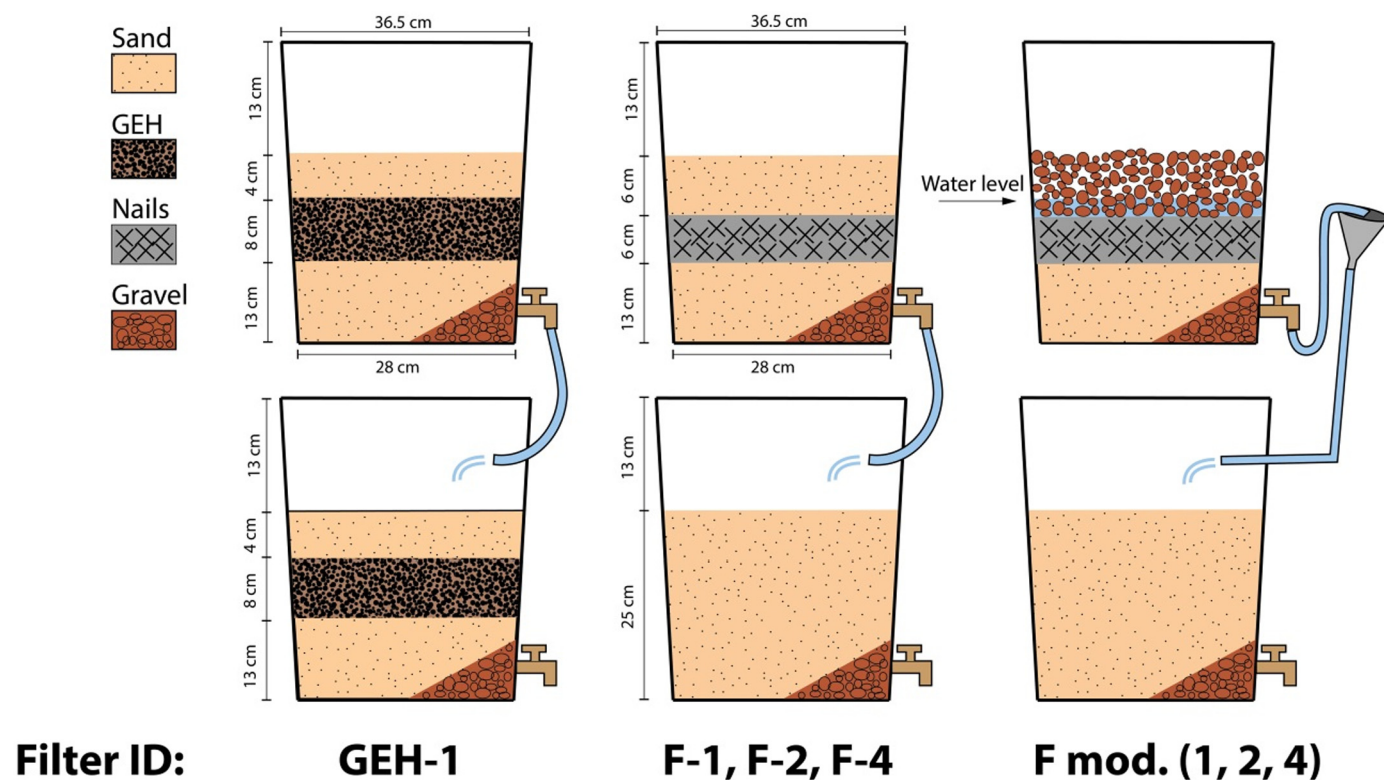 Sand
GEH
Nails
Gravel
36.5 cm
13 cm
4 cm
8 cm
13 cm
28 cm
13 cm
4 cm
8 cm
13 cm
36.5 cm
13 cm
6 cm
6 cm
13 cm
28 cm
13 cm
25 cm
Water level
Filter ID:
GEH-1
F-1, F-2, F-4
F mod. (1, 2, 4)